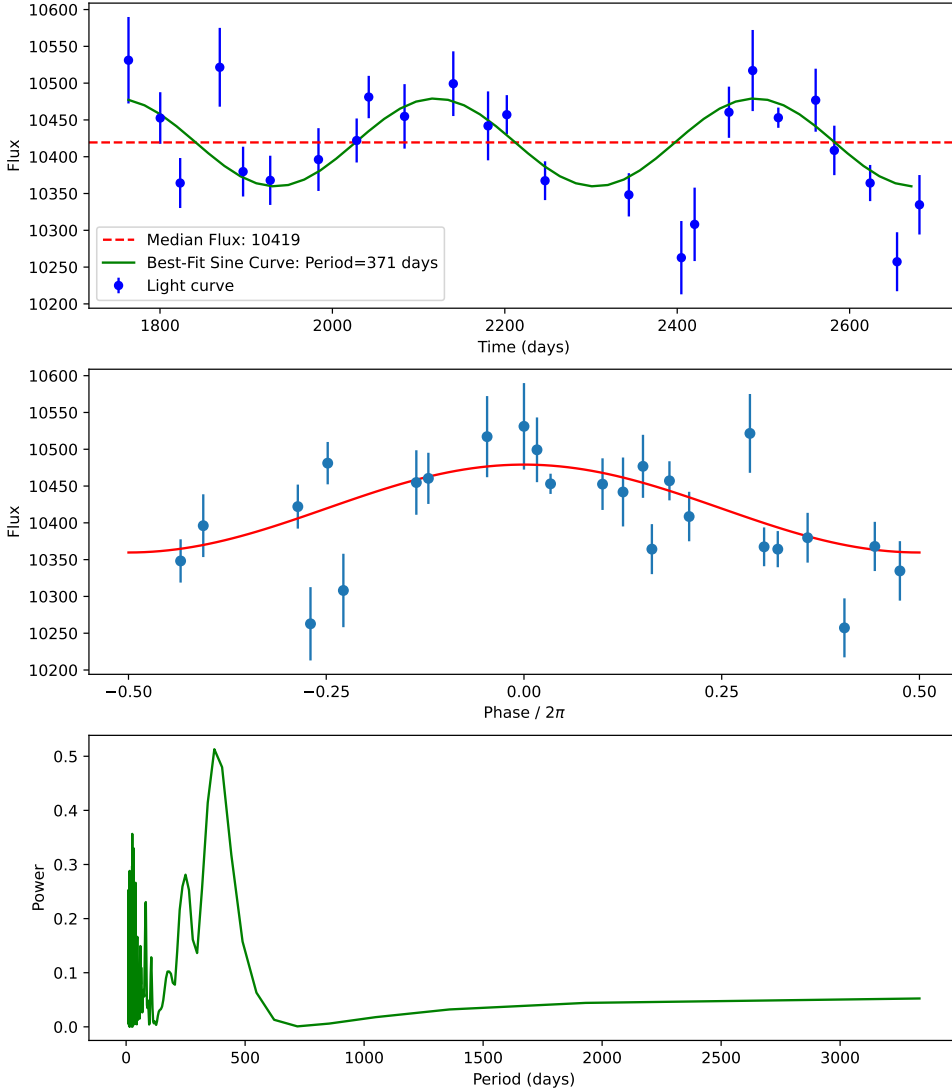 10600
10550
10500
10450
10400
10350
10300
10250
10200
Flux
Median Flux: 10419
Best-Fit Sine Curve: Period=371 days
Light curve
1800 2000 2200 2400 2600
Time (days)
10600
10550
10500
10450
10400
10350
10300
10250
10200
Flux
−0.50 −0.25 0.00 0.25 0.50
Phase / 2π
0.5
0.4
0.3
0.2
0.1
0.0
Power
0 500 1000 1500 2000 2500 3000
Period (days)